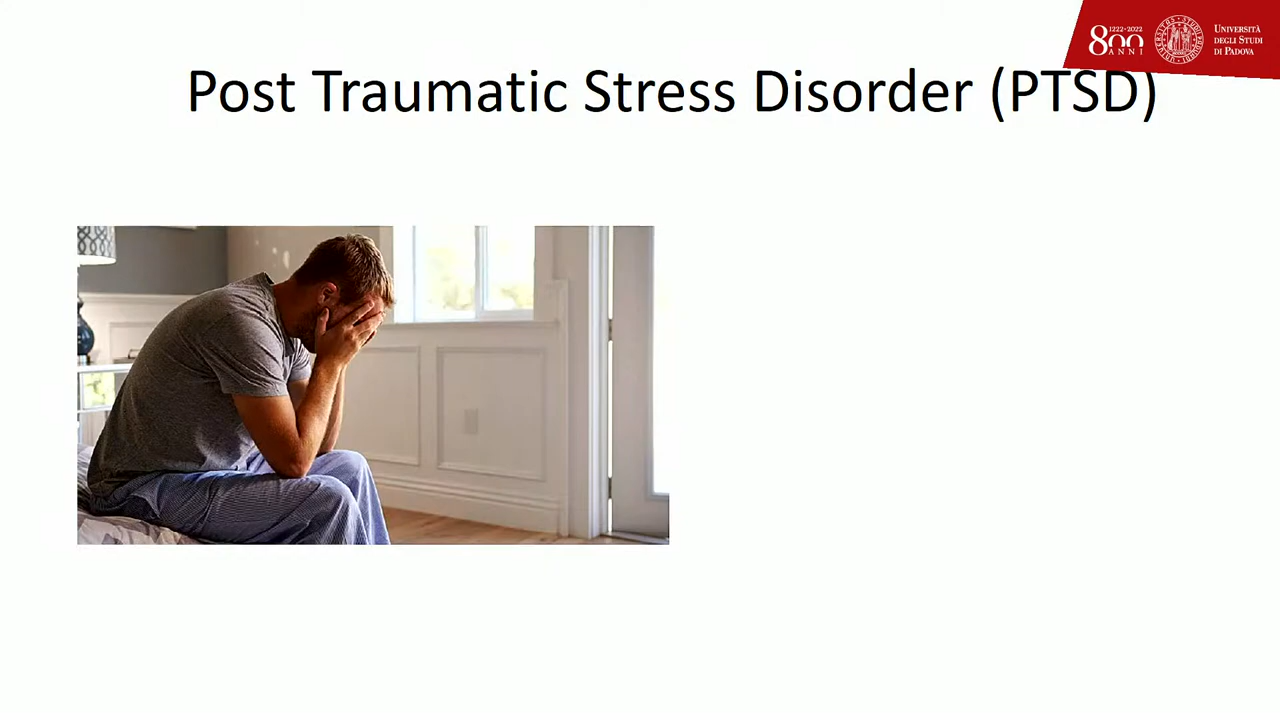 1222·2022
800
ANNI
UNIVERSITÀ
DEGLI STUDI
DI PADOVA
Post Traumatic Stress Disorder (PTSD)